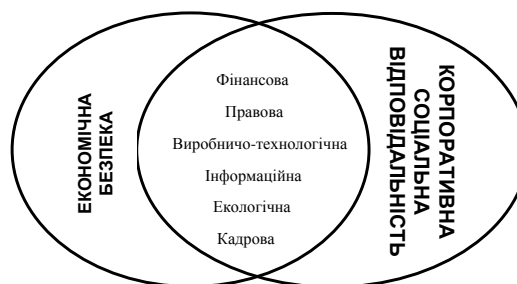 ЕКОНОМІЧНА
БЕЗПЕКА
Фінансова
Правова
Виробничо-технологічна
Інформаційна
Екологічна
Кадрова
КОРПОРАТИВНА
СОЦІАЛЬНА
ВІДПОВІДАЛЬНІСТЬ